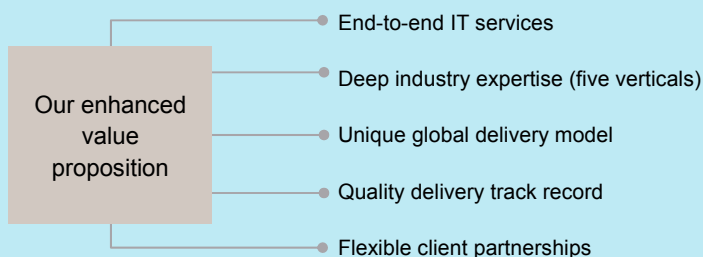 Our enhanced
value
proposition
End-to-end IT services
Deep industry expertise (five verticals)
Unique global delivery model
Quality delivery track record
Flexible client partnerships